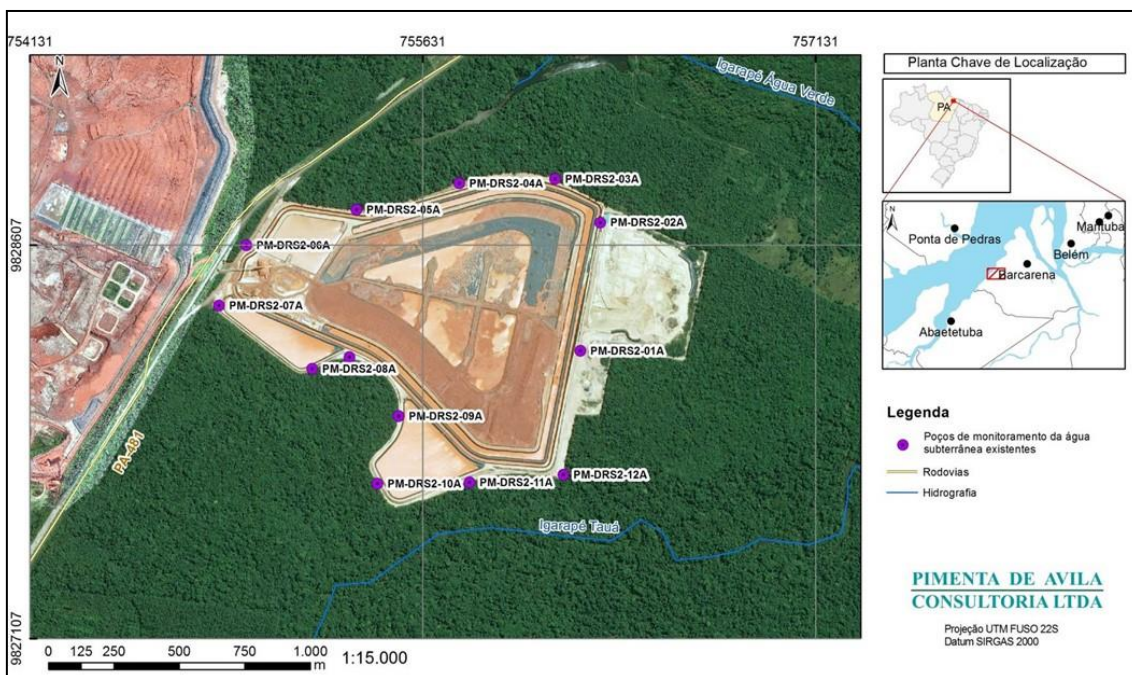 754131
755631
757131
9828607
9827107
N
Igarapé Água Verde
PM-DRS2-04A
PM-DRS2-03A
PM-DRS2-05A
PM-DRS2-02A
PM-DRS2-06A
PM-DRS2-07A
PM-DRS2-01A
PM-DRS2-08A
PM-DRS2-09A
PM-DRS2-12A
PM-DRS2-10A
PM-DRS2-11A
PA-481
Igarapé Tauá
0 125 250 500 750 1.000
m
1:15.000
Planta Chave de Localização
PA
N
Ponta de Pedras
Marituba
Belém
Barcarena
Abaetetuba
Legenda
Poços de monitoramento da água
subterrânea existentes
Rodovias
Hidrografia
PIMENTA DE AVILA
CONSULTORIA LTDA
Projeção UTM FUSO 22S
Datum SIRGAS 2000